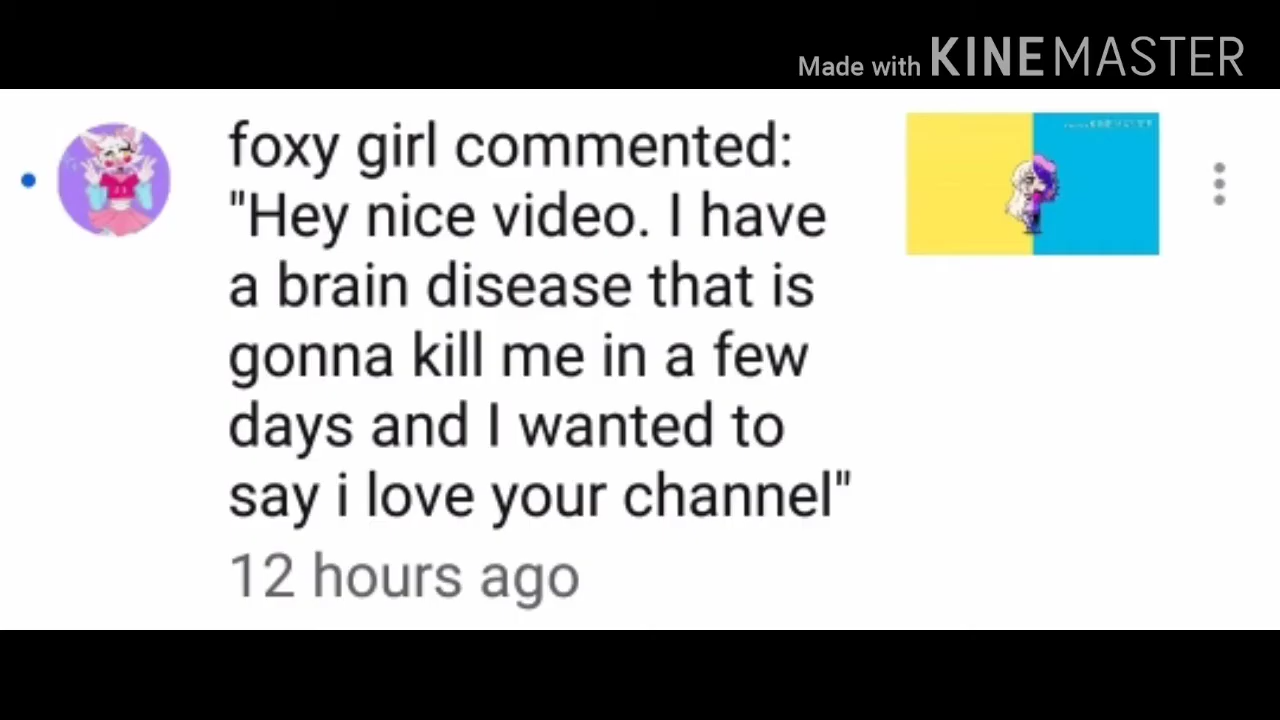 Made with KINEMASTER
foxy girl commented:
"Hey nice video. I have
a brain disease that is
gonna kill me in a few
days and I wanted to
say i love your channel"
12 hours ago